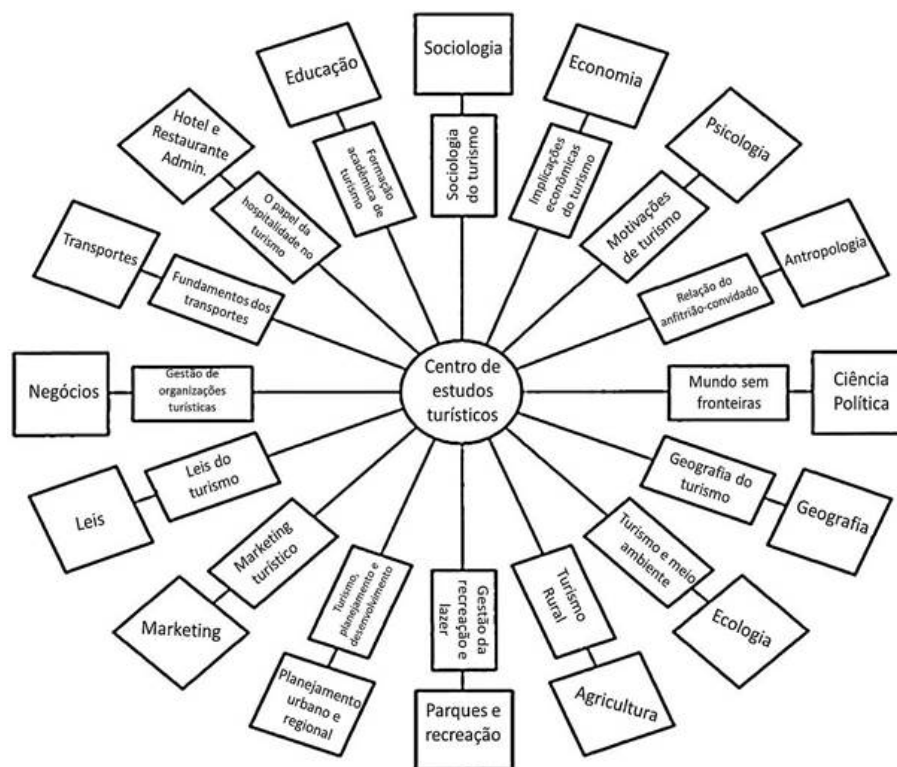 Sociologia
Sociologia
do turismo
Economia
Implicações
econômicas
do turismo
Psicologia
Motivações
de turismo
Antropologia
Relação do
anfitrião-convidado
Ciência
Política
Mundo sem
fronteiras
Geografia
Geografia do
turismo
Ecologia
Turismo e meio
ambiente
Agricultura
Turismo
Rural
Parques e
recreação
Gestão da
recreação e
lazer
Planejamento
urbano e
regional
Turismo,
planejamento e
desenvolvimento
Marketing
Marketing
turístico
Leis
Leis do
turismo
Negócios
Gestão de
organizações
turísticas
Transportes
Fundamentos dos
transportes
Hotel e
Restaurante
Admin.
O papel da
hospitalidade no
turismo
Educação
Formação
acadêmica de
turismo
Centro de
estudos
turísticos